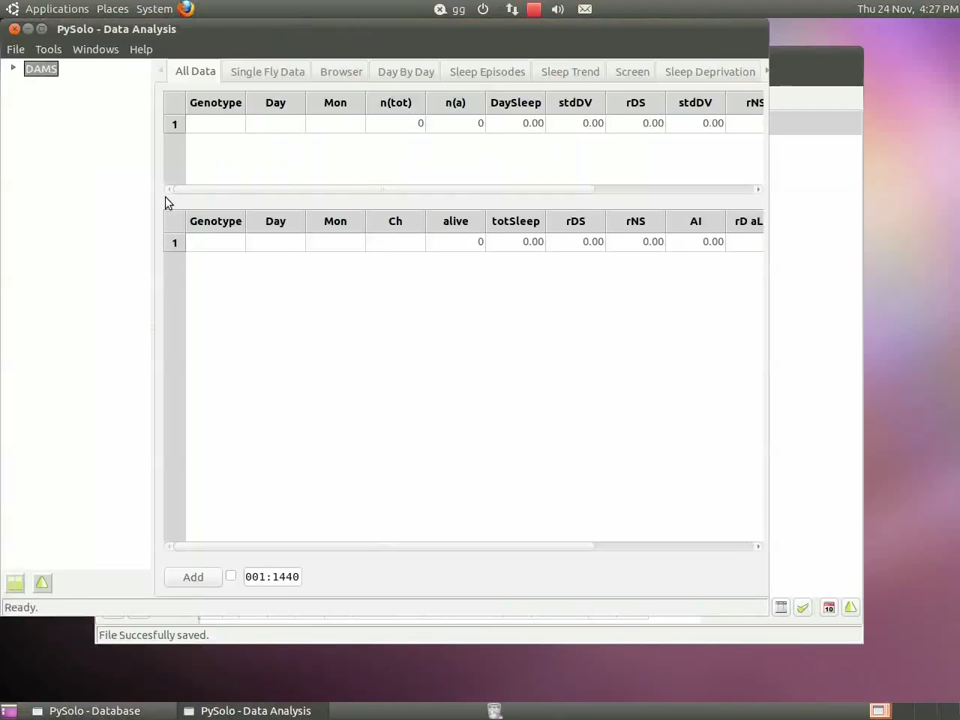 Applications Places System gg Thu 24 Nov, 4:27 PM
PySolo - Data Analysis
File Tools Windows Help
DAMS
All Data Single Fly Data Browser Day By Day Sleep Episodes Sleep Trend Screen Sleep Deprivation
Genotype Day Mon n(tot) n(a) DaySleep stdDV rDS stdDV rNS
1 0 0 0.00 0.00 0.00 0.00
Genotype Day Mon Ch alive totSleep rDS rNS AI rD aL
1 0 0.00 0.00 0.00 0.00
Add 001:1440
Ready.
10
File Succesfully saved.
PySolo - Database PySolo - Data Analysis